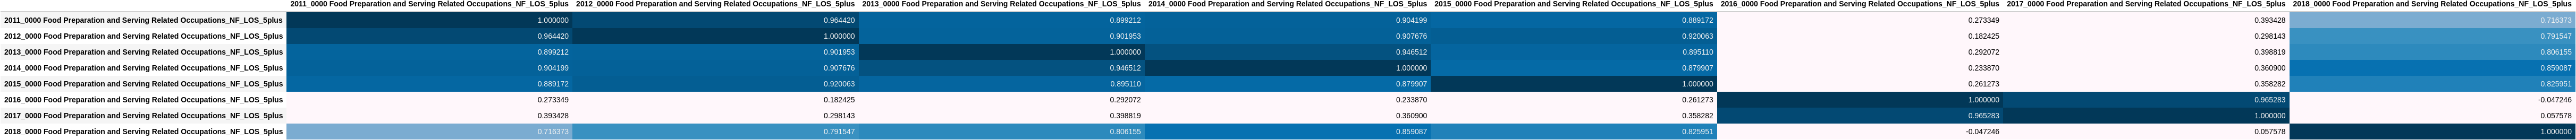 2011_0000 Food Preparation and Serving Related Occupations_NF_LOS_5plus 2012_0000 Food Preparation and Serving Related Occupations_NF_LOS_5plus 2013_0000 Food Preparation and Serving Related Occupations_NF_LOS_5plus 2014_0000 Food Preparation and Serving Related Occupations_NF_LOS_5plus 2015_0000 Food Preparation and Serving Related Occupations_NF_LOS_5plus 2016_0000 Food Preparation and Serving Related Occupations_NF_LOS_5plus 2017_0000 Food Preparation and Serving Related Occupations_NF_LOS_5plus 2018_0000 Food Preparation and Serving Related Occupations_NF_LOS_5plus
2011_0000 Food Preparation and Serving Related Occupations_NF_LOS_5plus 1.000000 0.964420 0.899212 0.904199 0.889172 0.273349 0.393428 0.716373
2012_0000 Food Preparation and Serving Related Occupations_NF_LOS_5plus 0.964420 1.000000 0.901953 0.907676 0.920063 0.182425 0.298143 0.791547
2013_0000 Food Preparation and Serving Related Occupations_NF_LOS_5plus 0.899212 0.901953 1.000000 0.946512 0.895110 0.292072 0.398819 0.806155
2014_0000 Food Preparation and Serving Related Occupations_NF_LOS_5plus 0.904199 0.907676 0.946512 1.000000 0.879907 0.233870 0.360900 0.859087
2015_0000 Food Preparation and Serving Related Occupations_NF_LOS_5plus 0.889172 0.920063 0.895110 0.879907 1.000000 0.261273 0.358282 0.825951
2016_0000 Food Preparation and Serving Related Occupations_NF_LOS_5plus 0.273349 0.182425 0.292072 0.233870 0.261273 1.000000 0.965283 -0.047246
2017_0000 Food Preparation and Serving Related Occupations_NF_LOS_5plus 0.393428 0.298143 0.398819 0.360900 0.358282 0.965283 1.000000 0.057578
2018_0000 Food Preparation and Serving Related Occupations_NF_LOS_5plus 0.716373 0.791547 0.806155 0.859087 0.825951 -0.047246 0.057578 1.000000